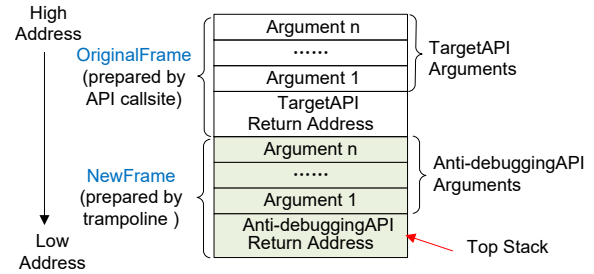 High
Address
OriginalFrame
(prepared by
API callsite)
Argument n
......
Argument 1
TargetAPI
Return Address
TargetAPI
Arguments
NewFrame
(prepared by
trampoline )
Argument n
......
Argument 1
Anti-debuggingAPI
Return Address
Anti-debuggingAPI
Arguments
Low
Address
Top Stack